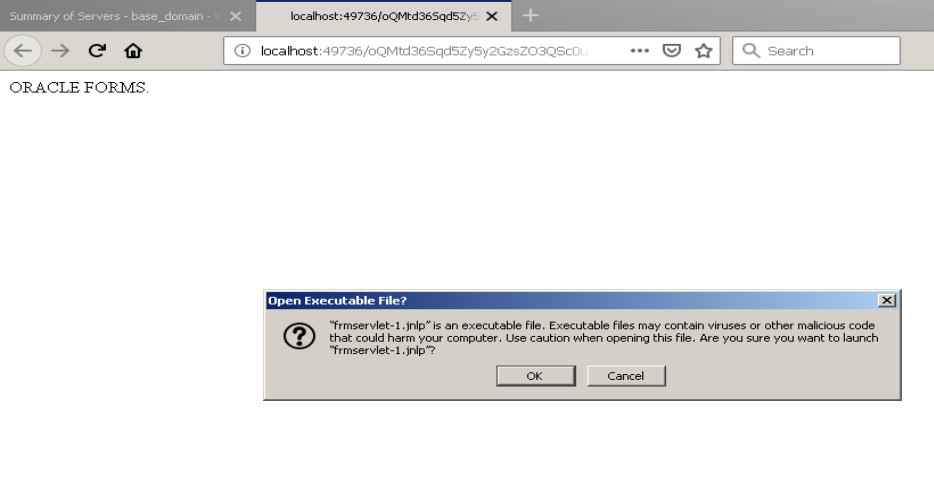 Summary of Servers - base_domain -
localhost:49736/oQMtd36Sqd5Zy5
localhost:49736/oQMtd36Sqd5Zy5y2GzsZO3QSc0u
Search
ORACLE FORMS.
Open Executable File?
"frmservlet-1.jnlp" is an executable file. Executable files may contain viruses or other malicious code
that could harm your computer. Use caution when opening this file. Are you sure you want to launch
"frmservlet-1.jnlp"?
OK
Cancel